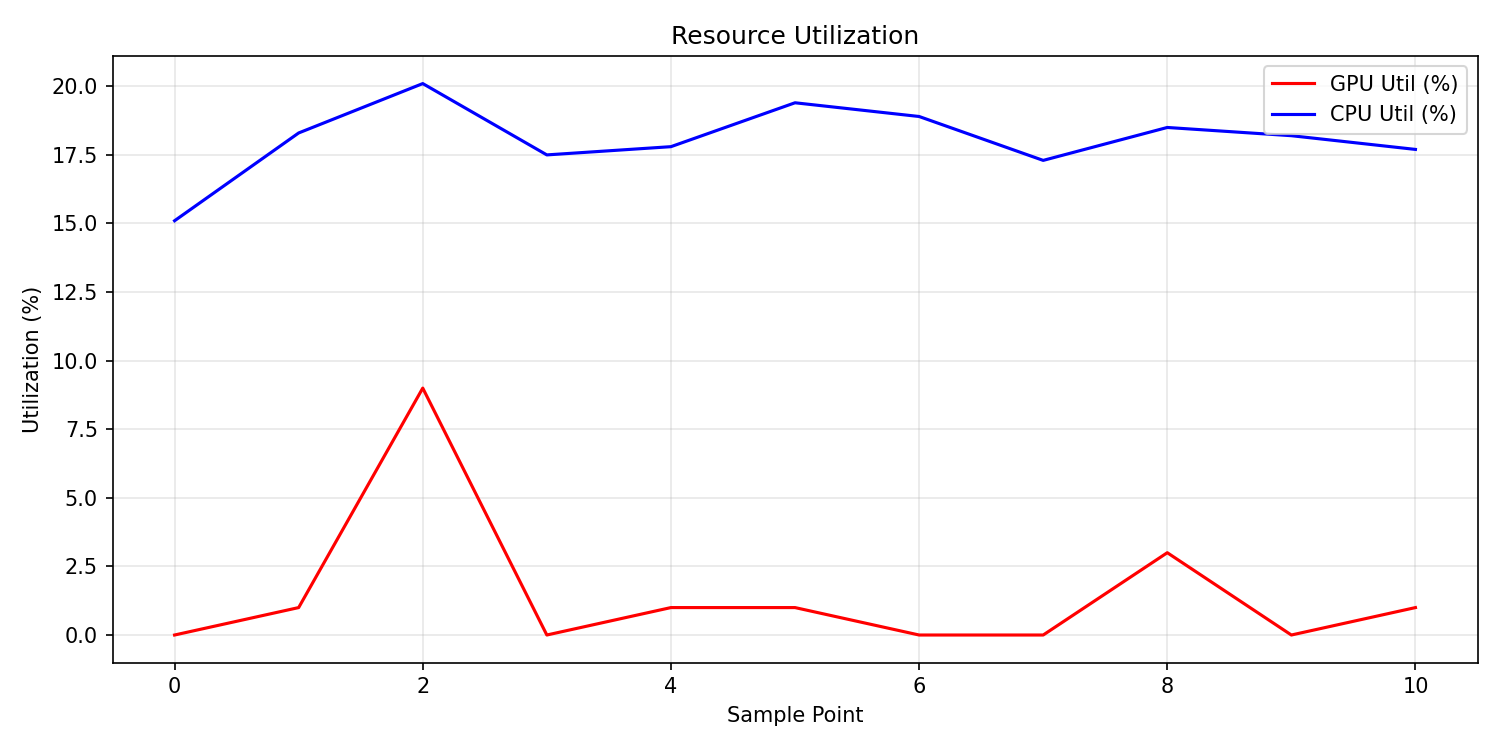 Resource Utilization
GPU Util (%)
CPU Util (%)
Utilization (%)
20.0
17.5
15.0
12.5
10.0
7.5
5.0
2.5
0.0
0 2 4 6 8 10
Sample Point